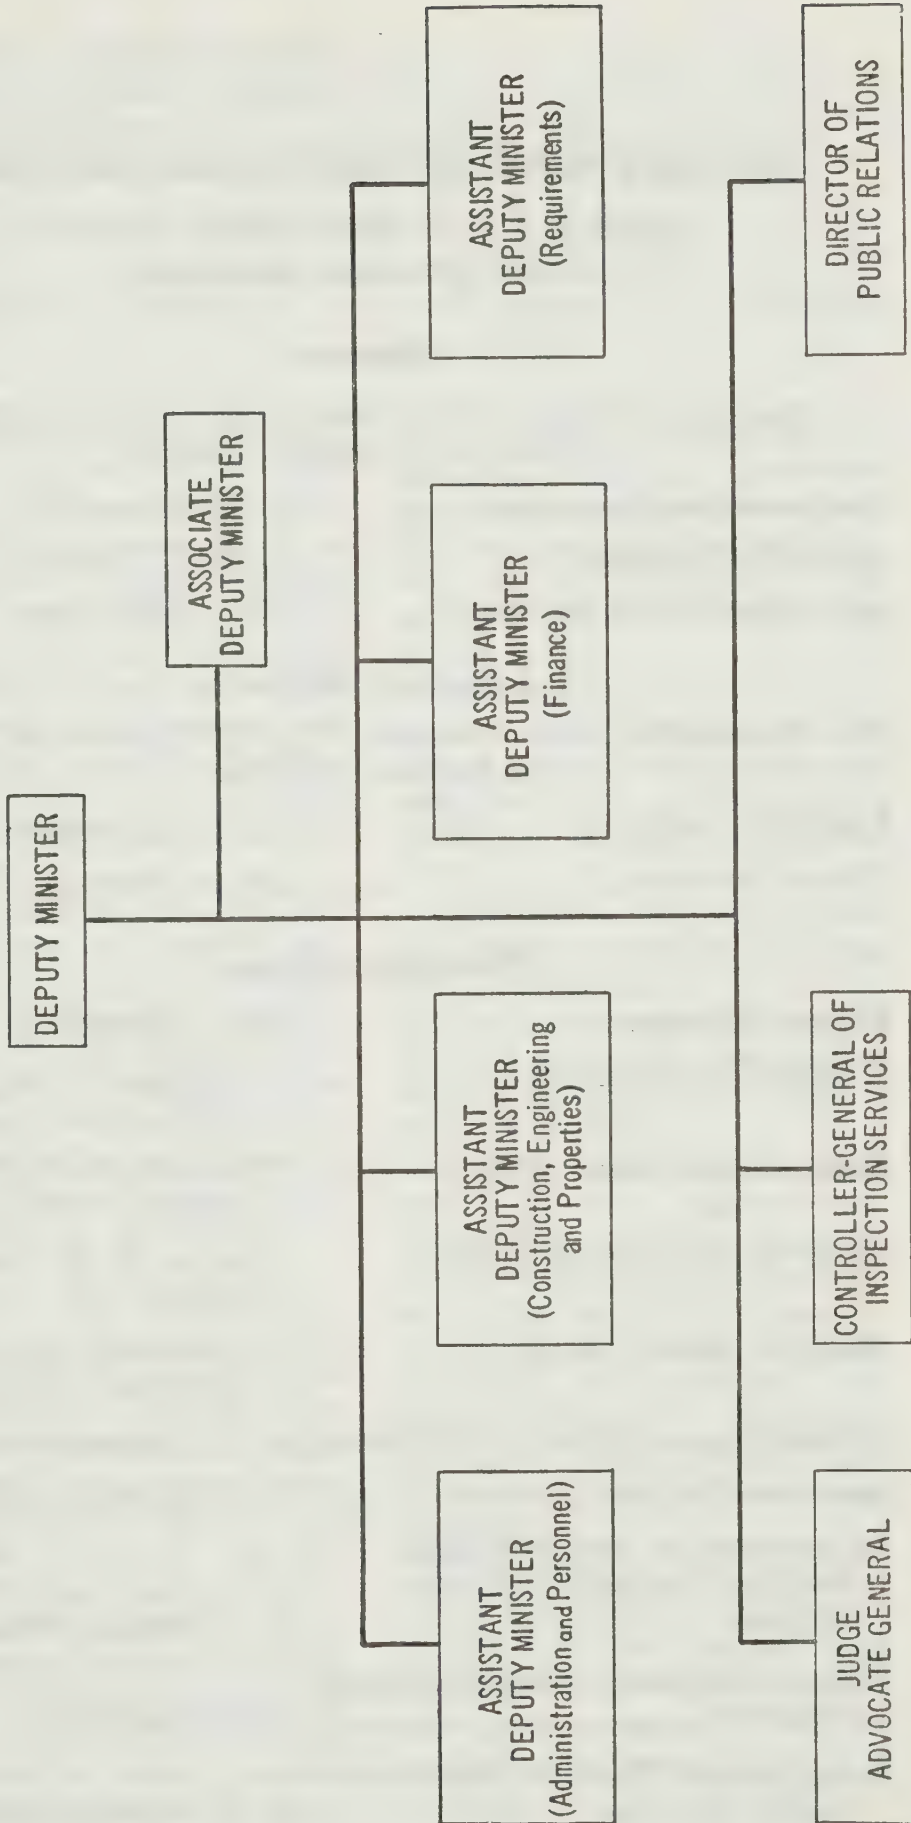 DEPUTY MINISTER
ASSOCIATE
DEPUTY MINISTER
ASSISTANT
DEPUTY MINISTER
(Administration and Personnel)
ASSISTANT
DEPUTY MINISTER
(Construction, Engineering
and Properties)
ASSISTANT
DEPUTY MINISTER
(Finance)
ASSISTANT
DEPUTY MINISTER
(Requirements)
JUDGE
ADVOCATE GENERAL
CONTROLLER-GENERAL OF
INSPECTION SERVICES
DIRECTOR OF
PUBLIC RELATIONS